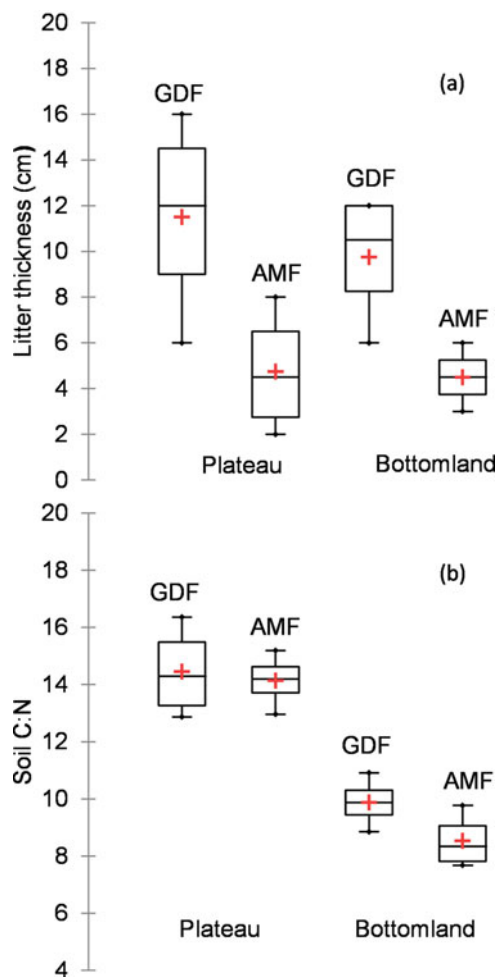 20
(a)
18
GDF
16
14
GDF
12
10
AMF
8
AMF
6
4
2
0
Litter thickness (cm)
Plateau
Bottomland
20
(b)
18
GDF
16
AMF
14
12
GDF
10
AMF
8
6
4
Soil C:N
Plateau
Bottomland